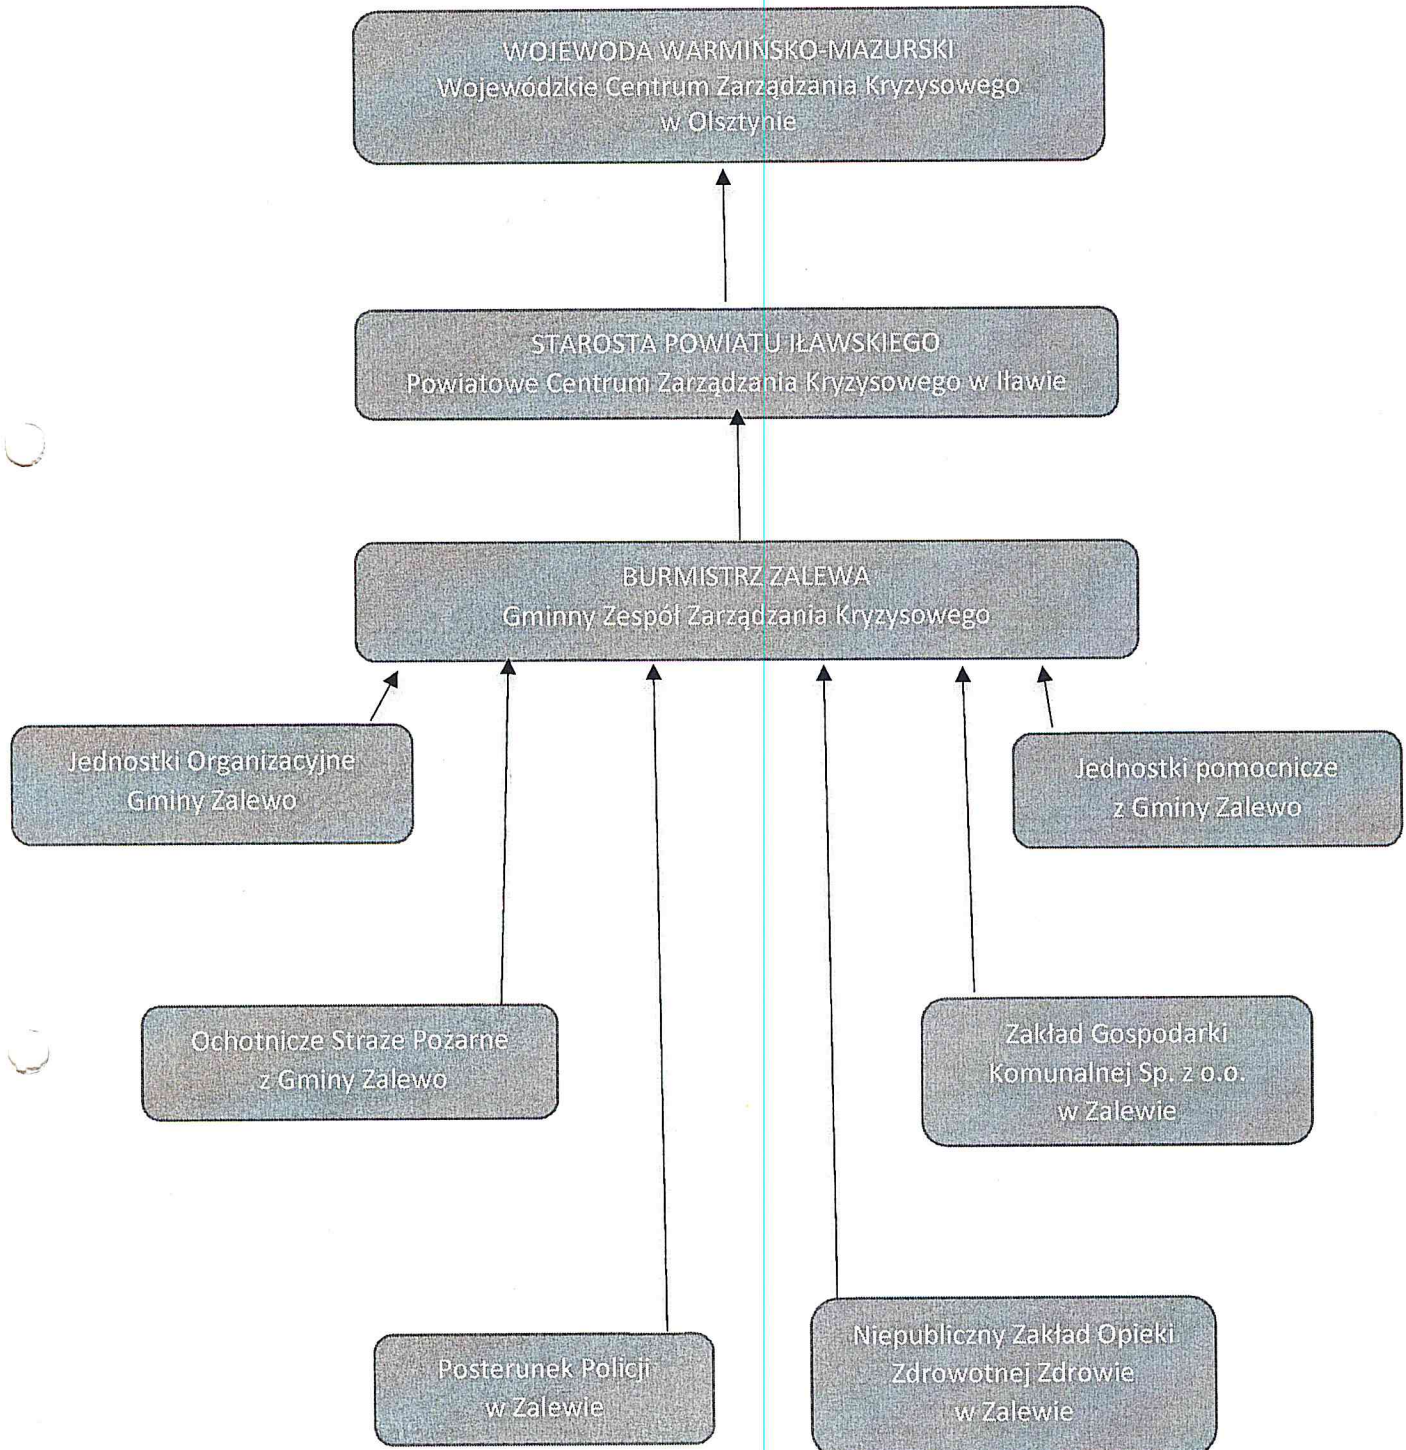 WOJEWODA WARMIŃSKO-MAZURSKI
Wojewódzkie Centrum Zarządzania Kryzysowego
w Olsztynie
STAROSTA POWIATU IŁAWSKIEGO
Powiatowe Centrum Zarządzania Kryzysowego w Iławie
BURMISTRZ ZALEWA
Gminny Zespół Zarządzania Kryzysowego
Jednostki Organizacyjne
Gminy Zalewo
Jednostki pomocnicze
z Gminy Zalewo
Ochotnicze Straże Pożarne
z Gminy Zalewo
Zakład Gospodarki
Komunalnej Sp. z o.o.
w Zalewie
Posterunek Policji
w Zalewie
Niepubliczny Zakład Opieki
Zdrowotnej Zdrowie
w Zalewie